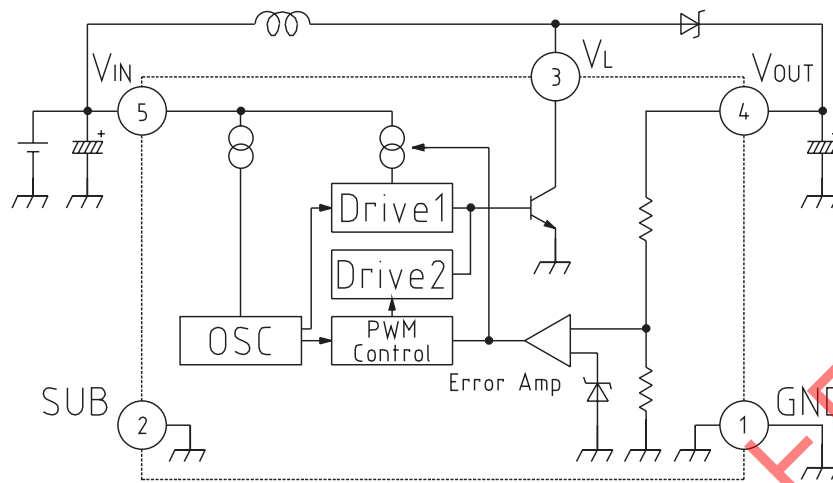 VIN
VL
VOUT
3
5
4
+
+
Drive1
Drive2
OSC
PWM
Control
Error Amp
SUB
GND
2
1